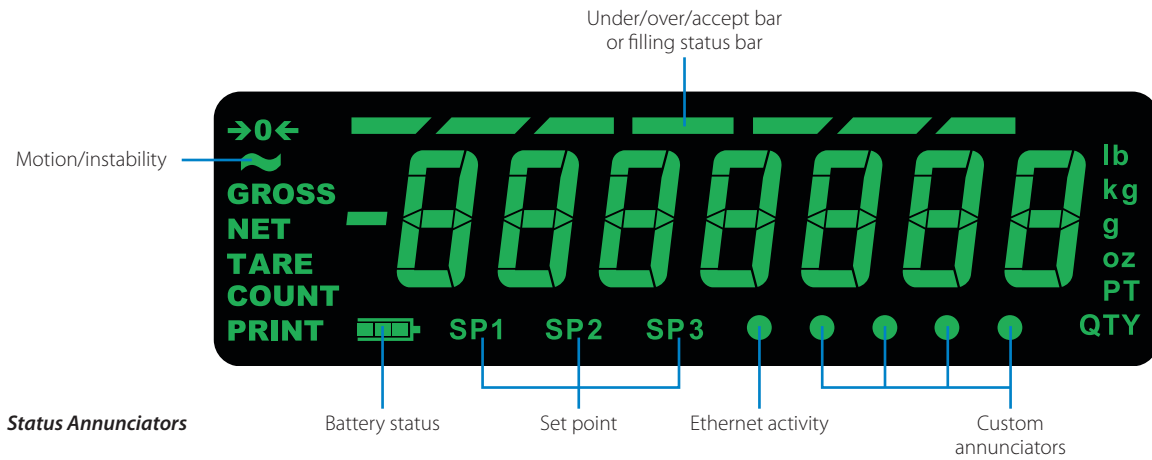 Under/over/accept bar
or filling status bar
→0←
Motion/instability
GROSS
NET
TARE
COUNT
PRINT
-8888888
lb
kg
g
oz
PT
QTY
SP1 SP2 SP3
Status Annunciators
Battery status
Set point
Ethernet activity
Custom
annunciators